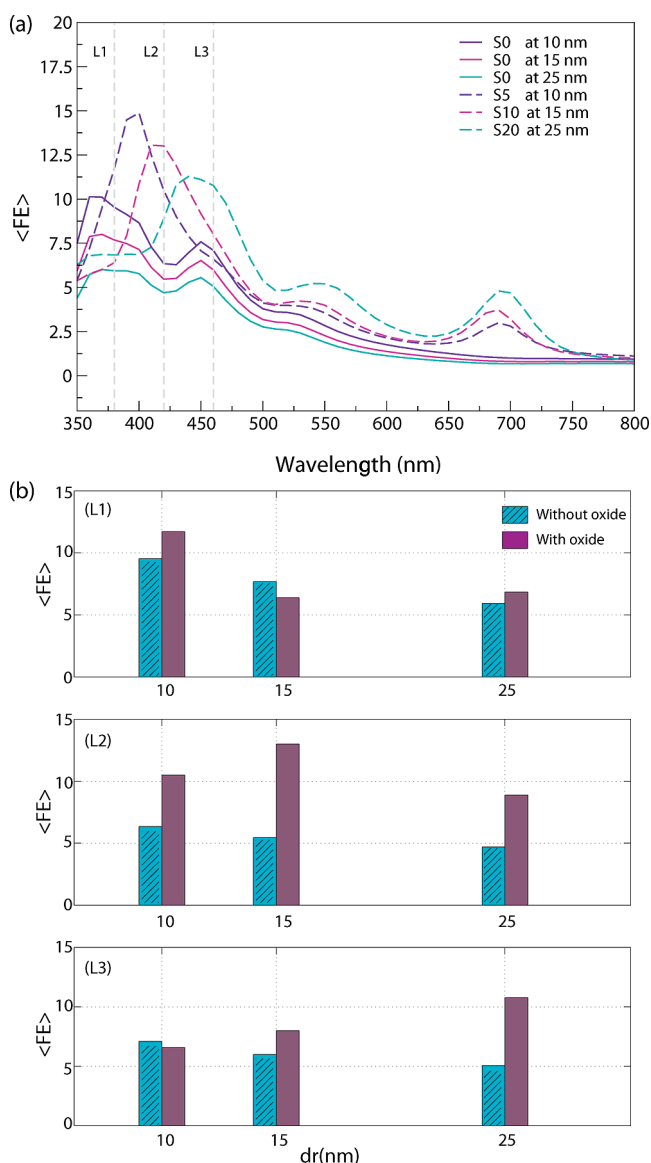 (a)
L1 L2 L3
S0 at 10 nm
S0 at 15 nm
S0 at 25 nm
S5 at 10 nm
S10 at 15 nm
S20 at 25 nm
20
17.5
15
12.5
10
7.5
5
2.5
0
<FE>
350 400 450 500 550 600 650 700 750 800
Wavelength (nm)
(b)
(L1)
Without oxide
With oxide
15
10
5
0
<FE>
10 15 25
(L2)
15
10
5
0
<FE>
10 15 25
(L3)
15
10
5
0
<FE>
10 15 25
dr(nm)